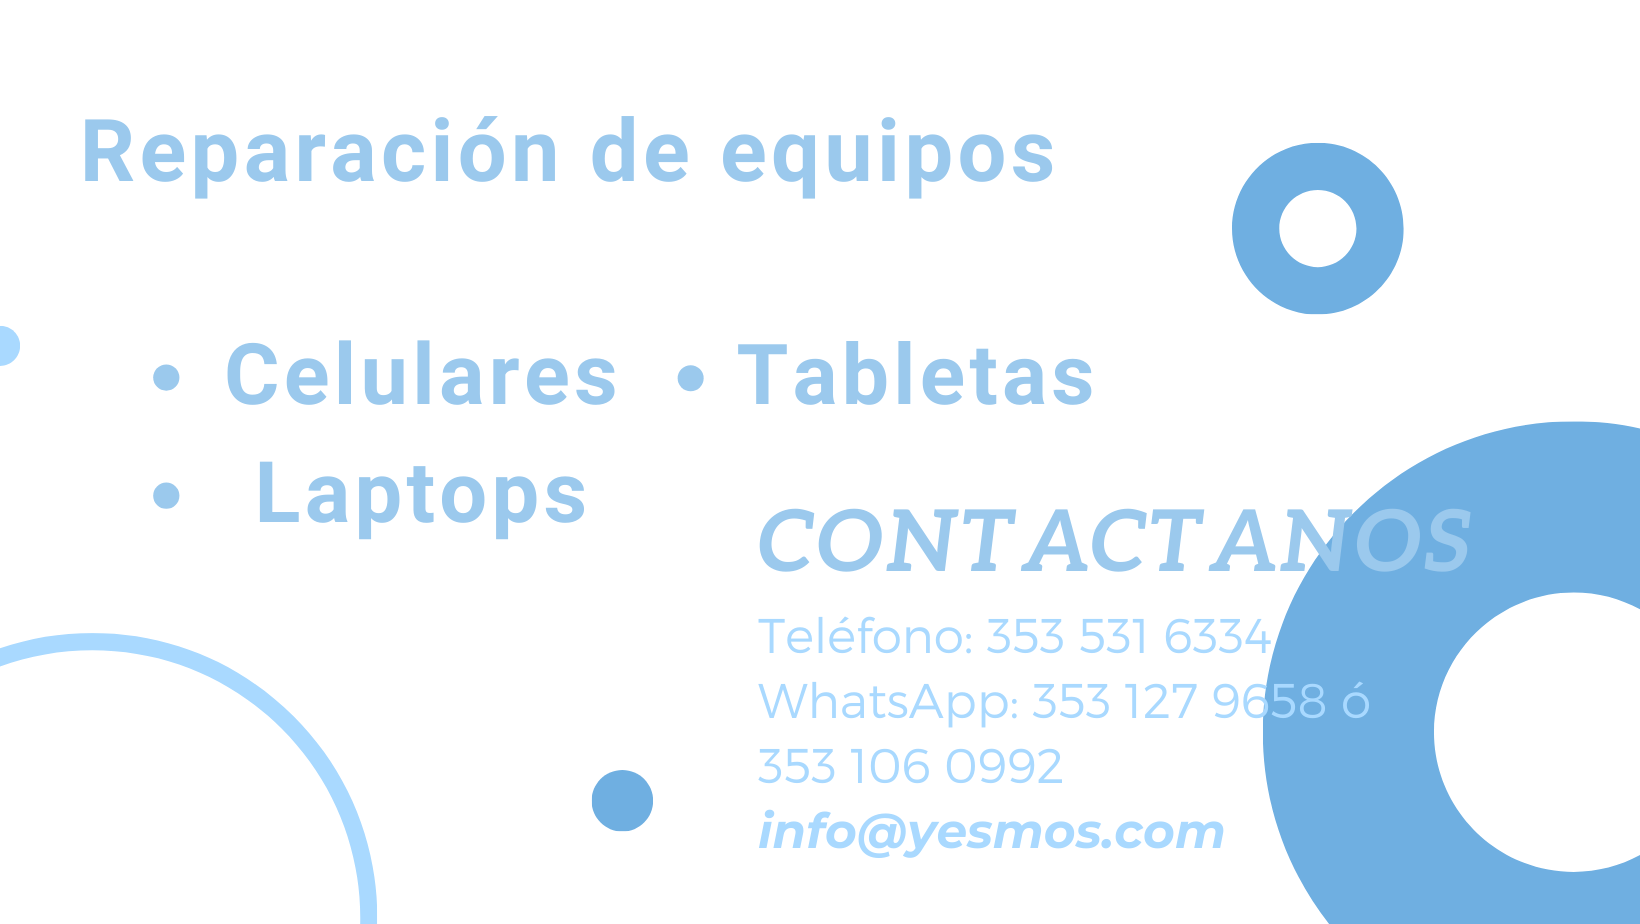 Reparación de equipos
• Celulares • Tabletas
• Laptops
CONTACTANOS
Teléfono: 353 531 6334
WhatsApp: 353 127 9658 ó
353 106 0992
info@yesmos.com